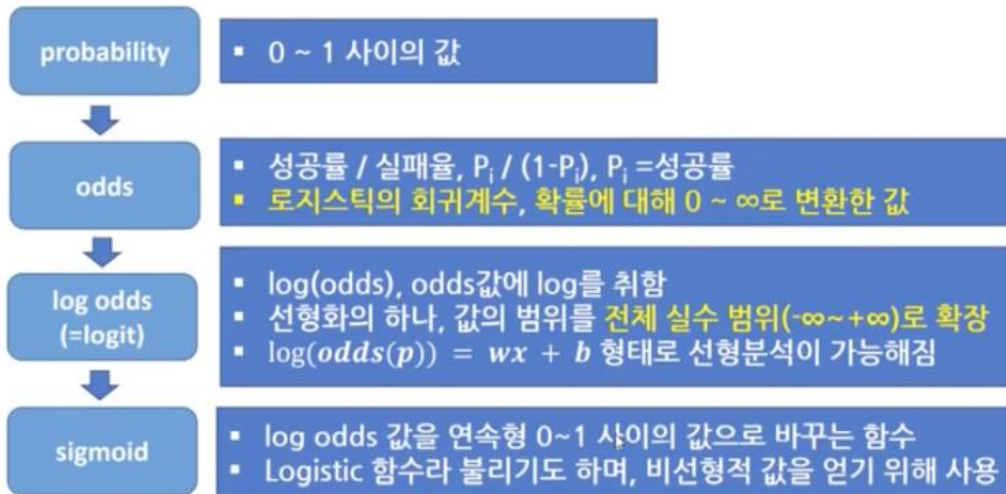 probability
▪ 0 ~ 1 사이의 값
odds
▪ 성공률 / 실패율, Pᵢ / (1-Pᵢ), Pᵢ =성공률
▪ 로지스틱의 회귀계수, 확률에 대해 0 ~ ∞로 변환한 값
log odds
(=logit)
▪ log(odds), odds값에 log를 취함
▪ 선형화의 하나, 값의 범위를 전체 실수 범위(-∞~+∞)로 확장
▪ log(odds(p)) = wx + b 형태로 선형분석이 가능해짐
sigmoid
▪ log odds 값을 연속형 0~1 사이의 값으로 바꾸는 함수
▪ Logistic 함수라 불리기도 하며, 비선형적 값을 얻기 위해 사용